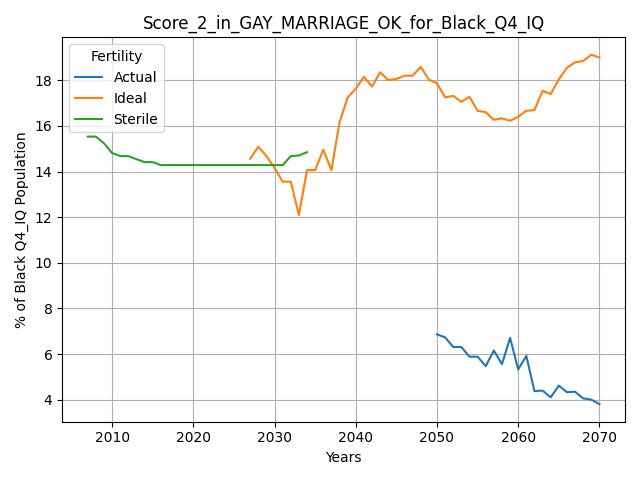 Score_2_in_GAY_MARRIAGE_OK_for_Black_Q4_IQ
Fertility
Actual
Ideal
Sterile
% of Black Q4_IQ Population
18
16
14
12
10
8
6
4
2010 2020 2030 2040 2050 2060 2070
Years